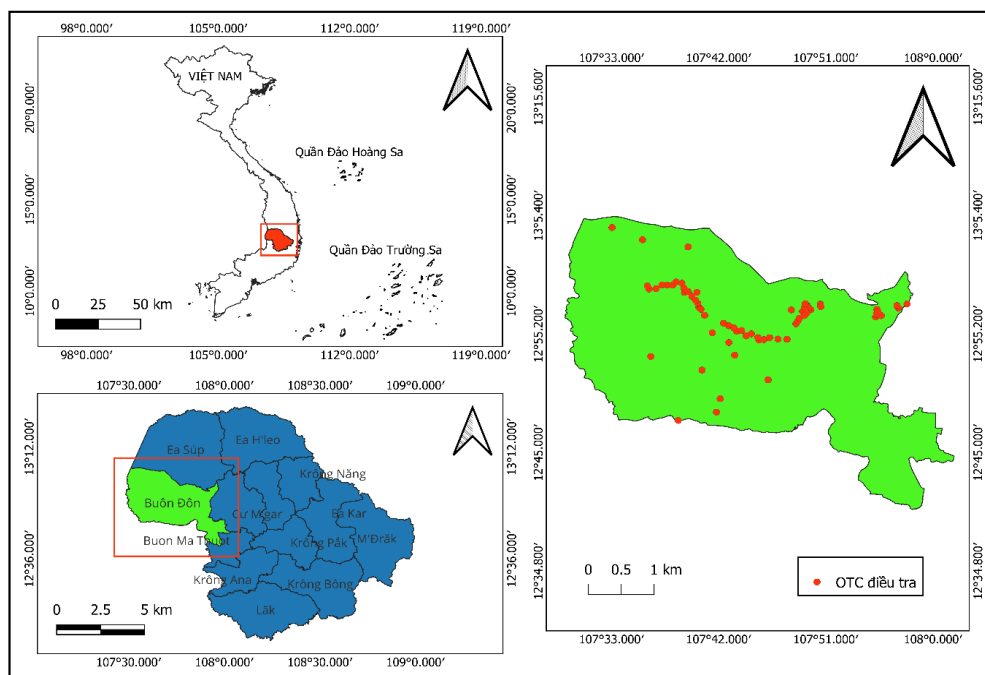 98°0.000' 105°0.000' 112°0.000' 119°0.000'
20°0.000'
15°0.000'
10°0.000'
VIỆT NAM
Quần Đảo Hoàng Sa
Quần Đảo Trường Sa
0 25 50 km
20°0.000'
15°0.000'
10°0.000'
98°0.000' 105°0.000' 112°0.000' 119°0.000'
107°30.000' 108°0.000' 108°30.000' 109°0.000'
13°12.000'
12°36.000'
Ea Súp
Ea H'leo
Krông Năng
Buôn Đôn
Cư M'gar
Ea Kar
Buon Ma Thuot
Krông Pắk
M'Đrăk
Krông Ana
Krông Bông
Lăk
0 2.5 5 km
13°12.000'
12°36.000'
107°30.000' 108°0.000' 108°30.000' 109°0.000'
107°33.000' 107°42.000' 107°51.000' 108°0.000'
13°15.600'
13°5.400'
12°55.200'
12°45.000'
12°34.800'
0 0.5 1 km
OTC điều tra
13°15.600'
13°5.400'
12°55.200'
12°45.000'
12°34.800'
107°33.000' 107°42.000' 107°51.000' 108°0.000'